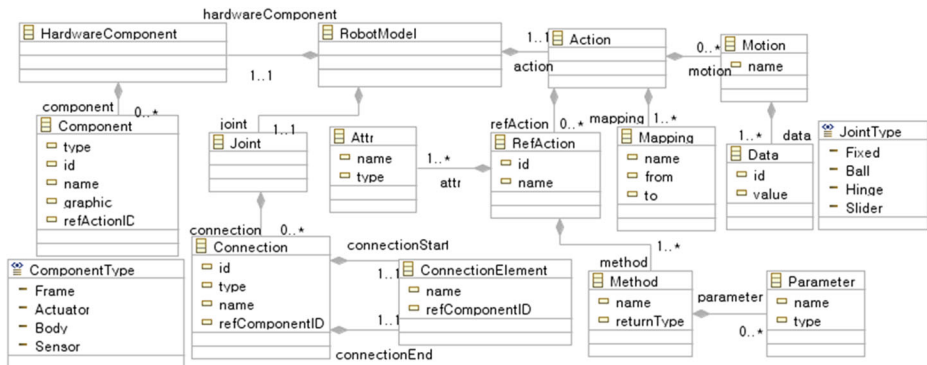 hardwareComponent
HardwareComponent
RobotModel
1..1
1..1
action
Action
0..*
motion
Motion
name
component
0..*
Component
type
id
name
graphic
refActionID
joint
1..1
Joint
Attr
name
type
1..*
attr
refAction
0..*
RefAction
id
name
mapping
1..*
Mapping
name
from
to
1..*
data
Data
id
value
JointType
Fixed
Ball
Hinge
Slider
connection
0..*
Connection
id
type
name
refComponentID
connectionStart
1..1
ConnectionElement
name
refComponentID
1..1
connectionEnd
method
1..*
Method
name
returnType
parameter
0..*
Parameter
name
type
ComponentType
Frame
Actuator
Body
Sensor